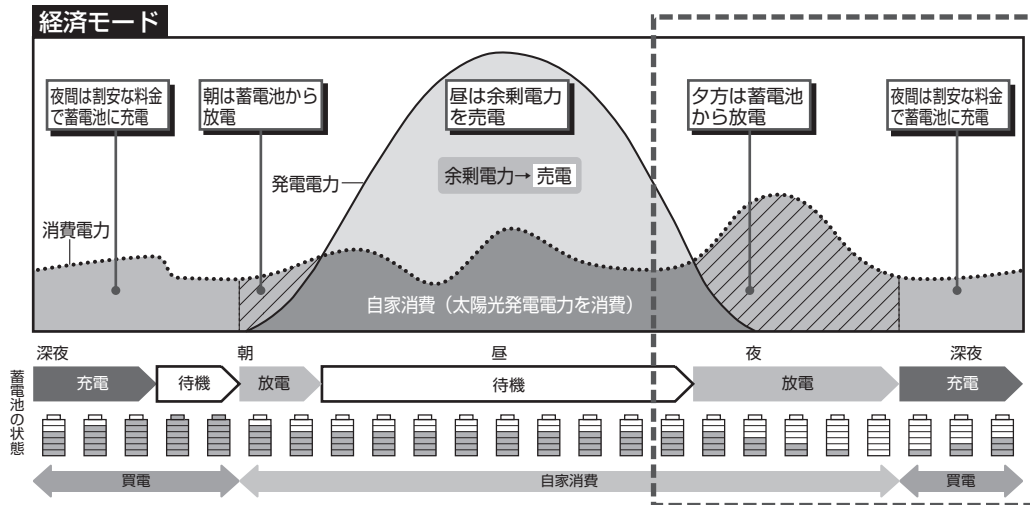 経済モード
夜間は割安な料金
で蓄電池に充電
朝は蓄電池から
放電
昼は余剰電力
を売電
夕方は蓄電池
から放電
夜間は割安な料金
で蓄電池に充電
発電電力
余剰電力→ 売電
消費電力
自家消費（太陽光発電電力を消費）
深夜 朝 昼 夜 深夜
充電 待機 放電 待機 放電 充電
蓄電池の状態
買電 自家消費 買電